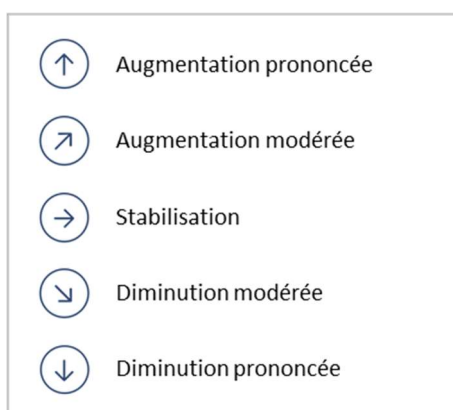 Augmentation prononcée
Augmentation modérée
Stabilisation
Diminution modérée
Diminution prononcée